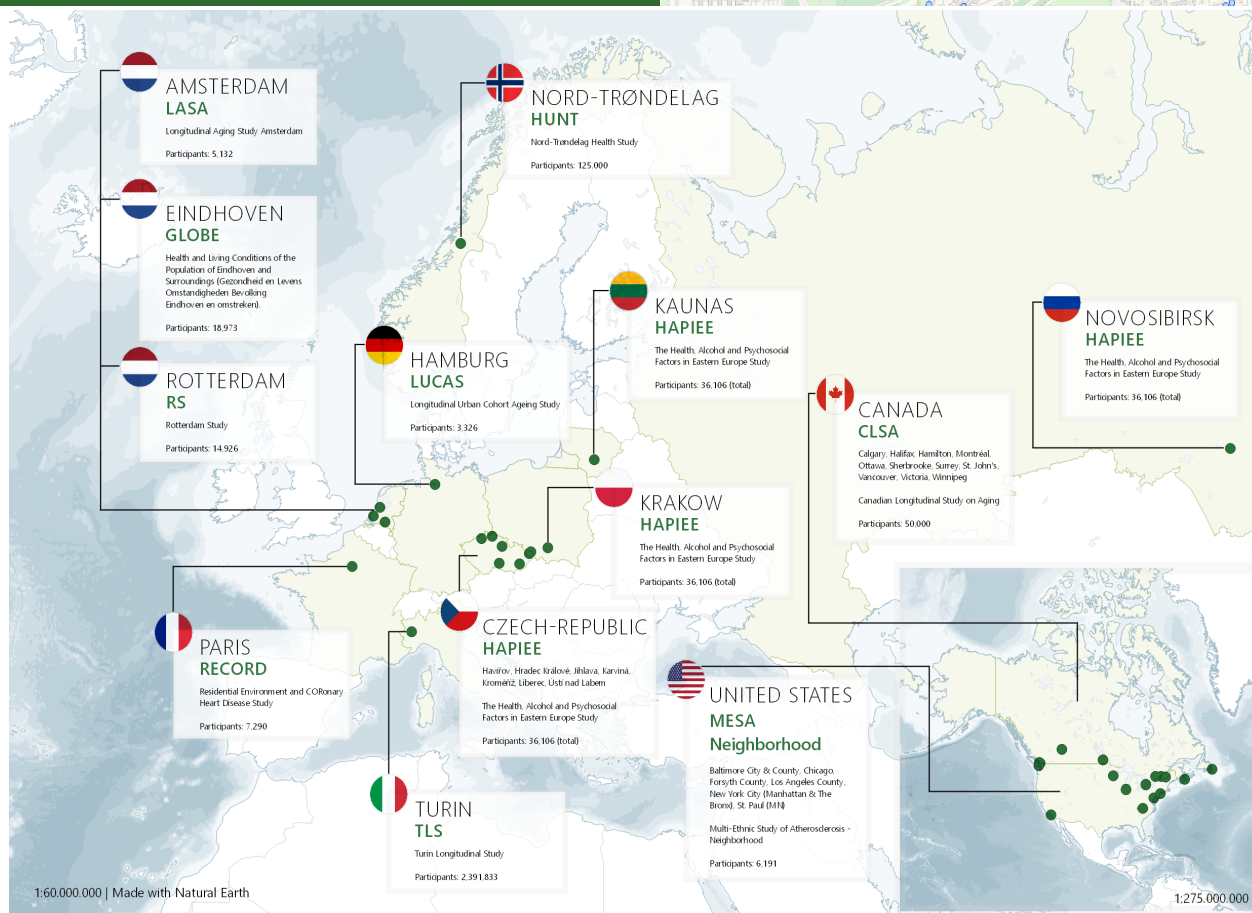 AMSTERDAM
LASA
Longitudinal Aging Study Amsterdam
Participants: 5,132
EINDHOVEN
GLOBE
Health and Living Conditions of the
Population of Eindhoven and
Surroundings (Gezondheid en Levens
Omstandigheden Bevolking
Eindhoven en omstreken).
Participants: 18,973
ROTTERDAM
RS
Rotterdam Study
Participants: 14,926
NORD-TRØNDELAG
HUNT
Nord-Trøndelag Health Study
Participants: 125.000
HAMBURG
LUCAS
Longitudinal Urban Cohort Ageing Study
Participants: 3.326
KAUNAS
HAPIEE
The Health, Alcohol and Psychosocial
Factors in Eastern Europe Study
Participants: 36,106 (total)
NOVOSIBIRSK
HAPIEE
The Health, Alcohol and Psychosocial
Factors in Eastern Europe Study
Participants: 36,106 (total)
CANADA
CLSA
Calgary, Halifax, Hamilton, Montréal,
Ottawa, Sherbrooke, Surrey, St. John's,
Vancouver, Victoria, Winnipeg
Canadian Longitudinal Study on Aging
Participants: 50.000
KRAKOW
HAPIEE
The Health, Alcohol and Psychosocial
Factors in Eastern Europe Study
Participants: 36,106 (total)
PARIS
RECORD
Residential Environment and CORonary
Heart Disease Study
Participants: 7,290
CZECH-REPUBLIC
HAPIEE
Havířov, Hradec Králové, Jihlava, Karviná,
Kroměříž, Liberec, Ústí nad Labem
The Health, Alcohol and Psychosocial
Factors in Eastern Europe Study
Participants: 36,106 (total)
UNITED STATES
MESA
Neighborhood
Baltimore City & County, Chicago,
Forsyth County, Los Angeles County,
New York City (Manhattan & The
Bronx), St. Paul (MN)
Multi-Ethnic Study of Atherosclerosis -
Neighborhood
Participants: 6.191
TURIN
TLS
Turin Longitudinal Study
Participants: 2,391,833
1:60.000.000 | Made with Natural Earth
1:275.000.000